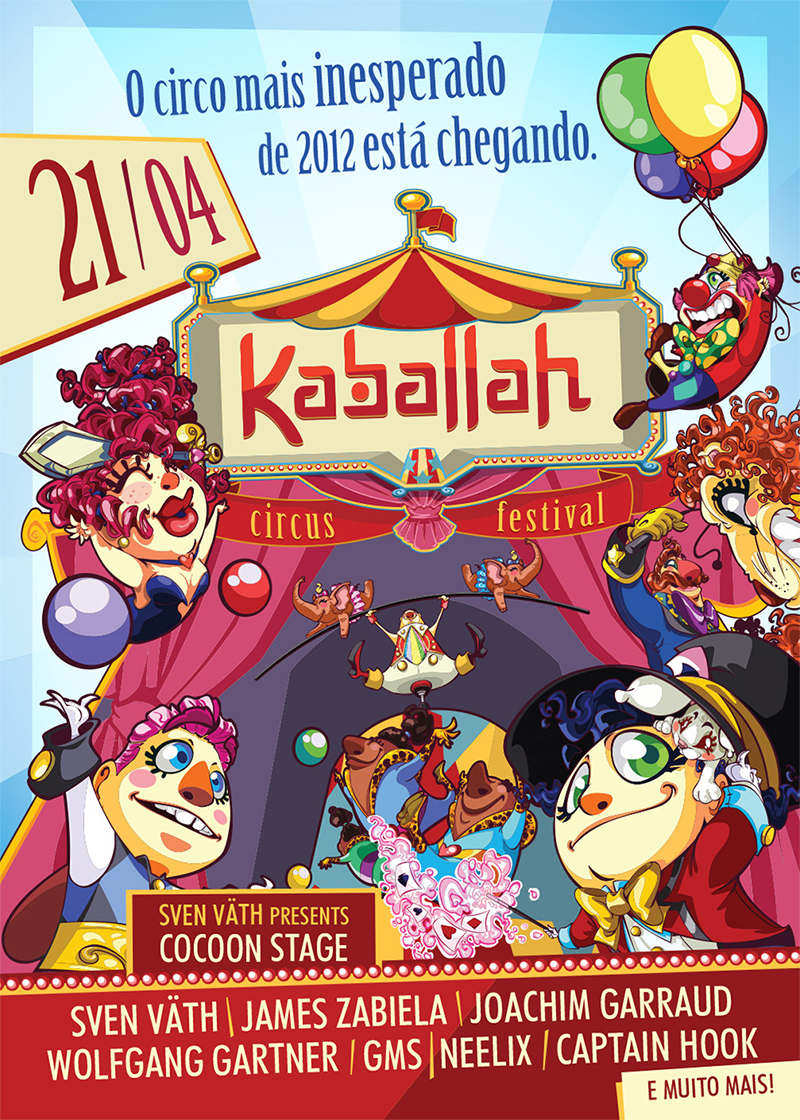 O circo mais inesperado
de 2012 está chegando.
21/04
Kaballah
circus festival
SVEN VÄTH PRESENTS
COCOON STAGE
SVEN VÄTH | JAMES ZABIELA | JOACHIM GARRAUD
WOLFGANG GARTNER / GMS | NEELIX / CAPTAIN HOOK
E MUITO MAIS!